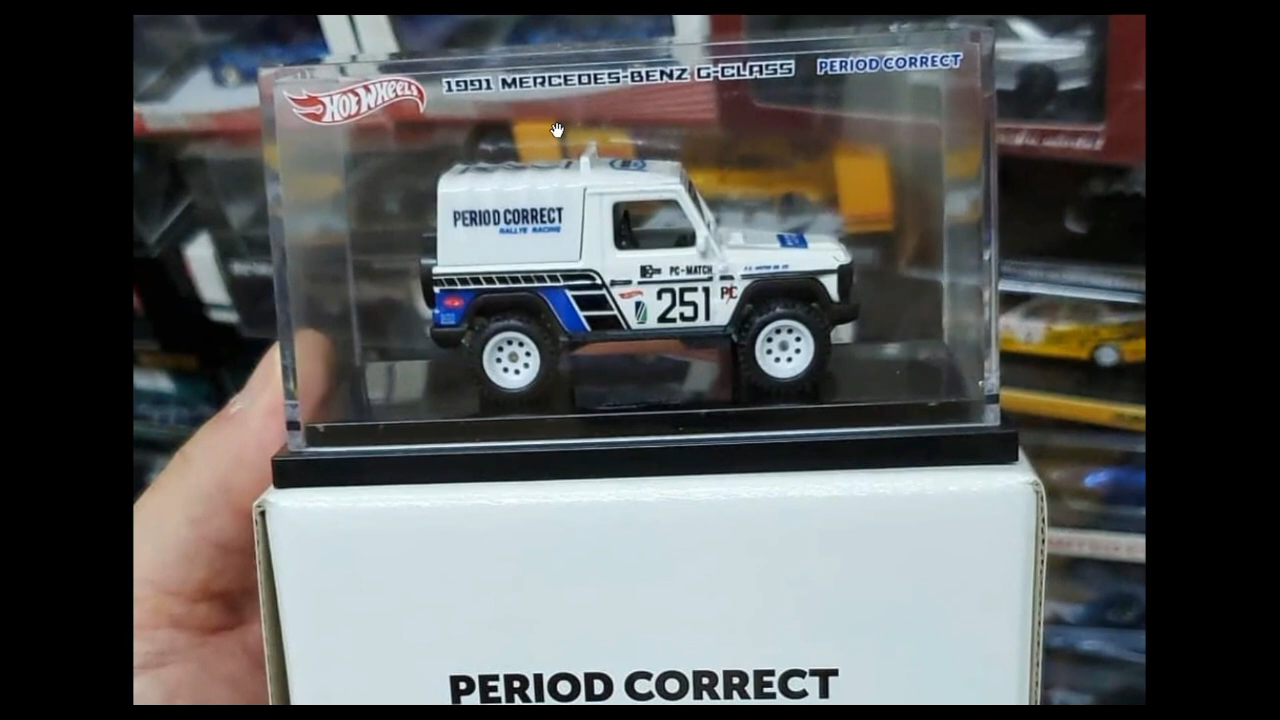 HOT WHEELS
1991 MERCEDES-BENZ G-CLASS
PERIOD CORRECT
PERIOD CORRECT
RALLYE RACING
PC-MATCH
251
PC
PERIOD CORRECT